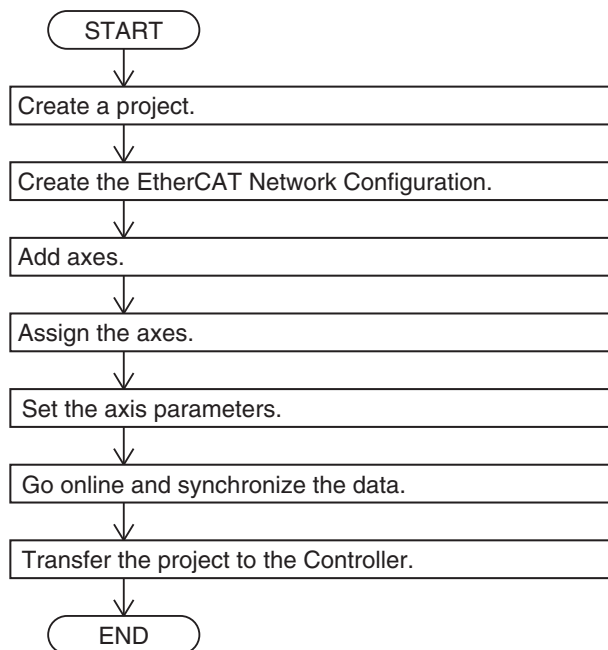 START
Create a project.
Create the EtherCAT Network Configuration.
Add axes.
Assign the axes.
Set the axis parameters.
Go online and synchronize the data.
Transfer the project to the Controller.
END